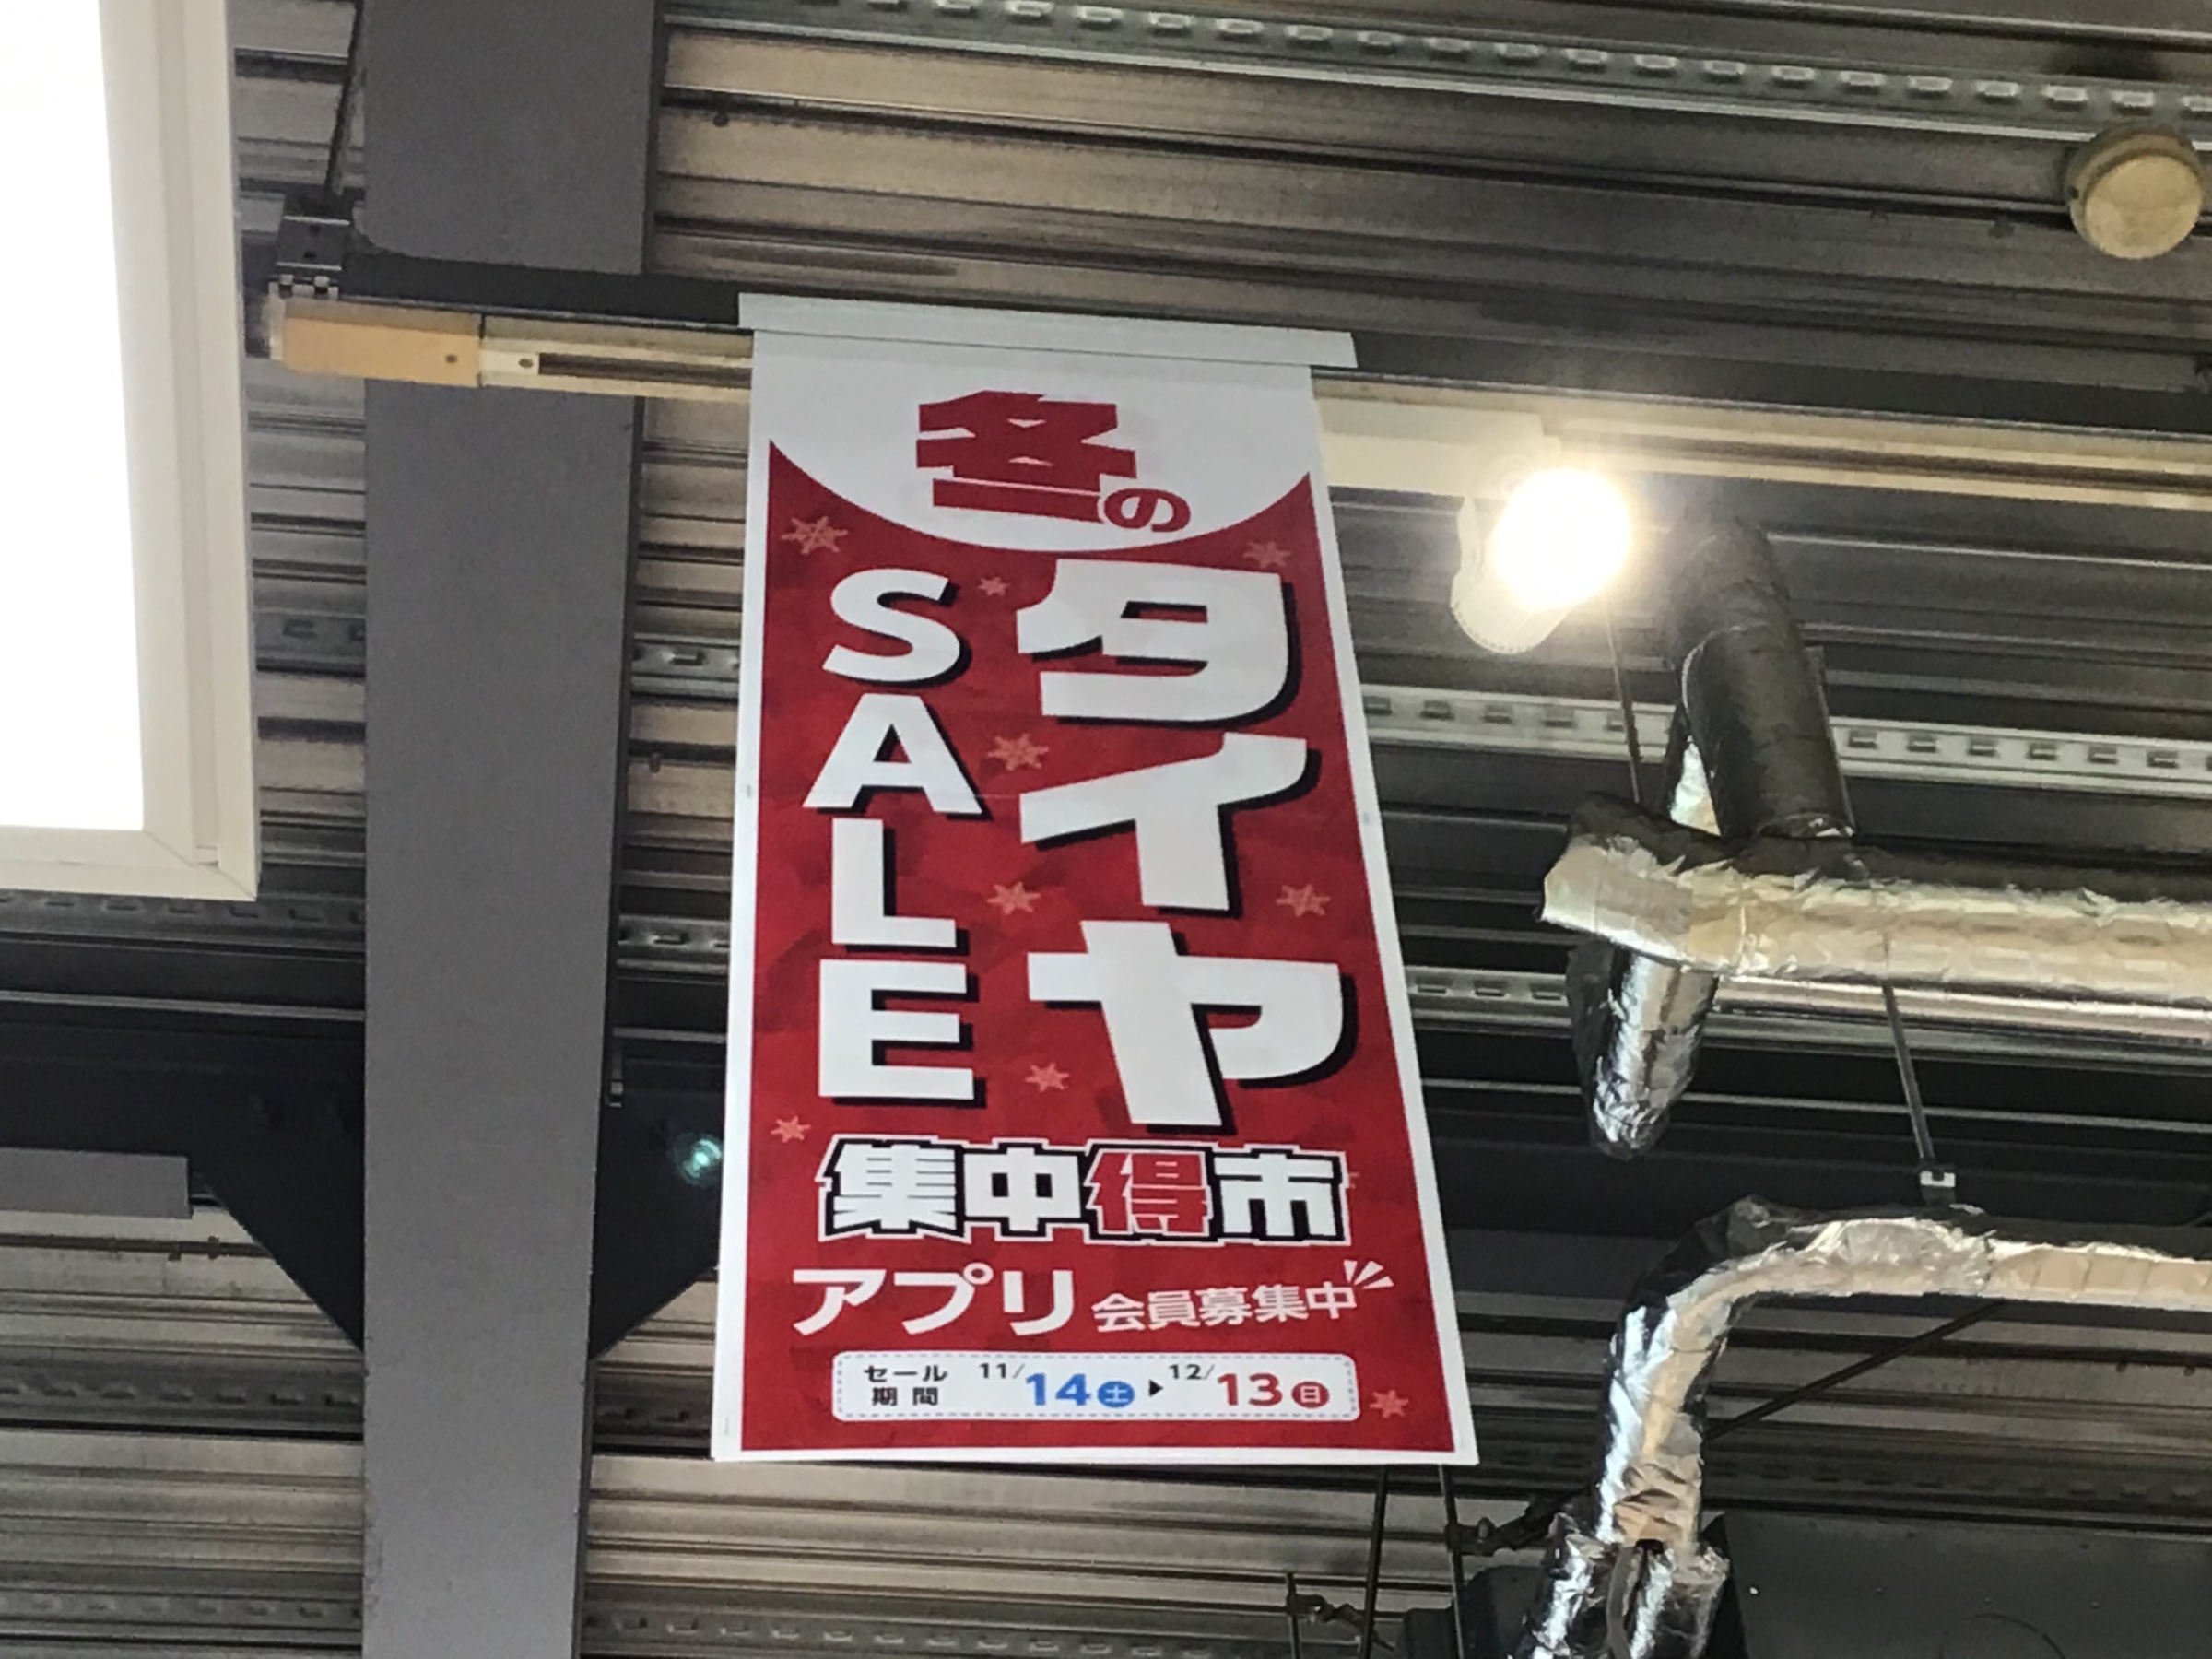 冬の
タイヤ
SALE
集中得市
アプリ 会員募集中
セール期間 11/14土▶12/13日